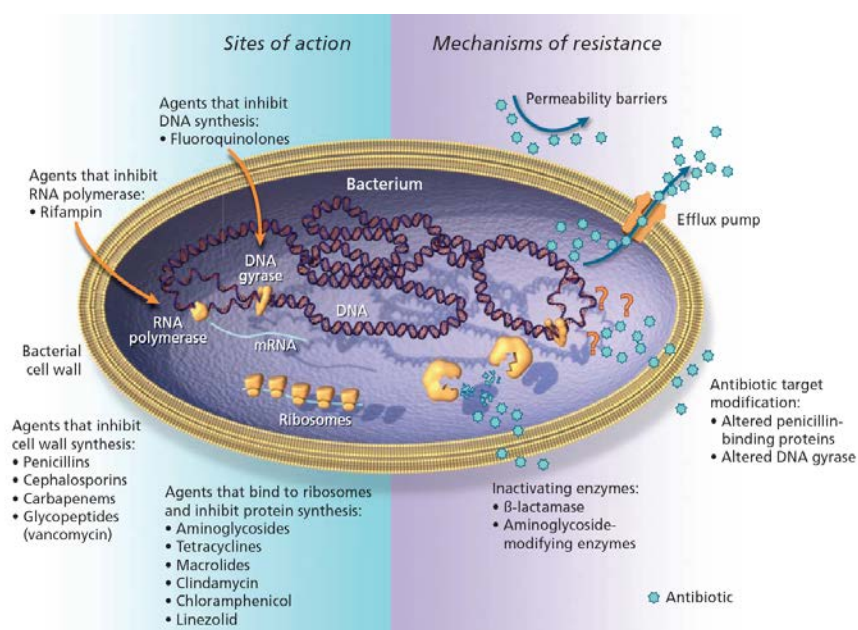 Sites of action
Mechanisms of resistance
Agents that inhibit
DNA synthesis:
• Fluoroquinolones
Permeability barriers
Agents that inhibit
RNA polymerase:
• Rifampin
Bacterium
Efflux pump
DNA
gyrase
DNA
RNA
polymerase
mRNA
? ?
?
Bacterial
cell wall
Ribosomes
Antibiotic target
modification:
• Altered penicillin-
binding proteins
• Altered DNA gyrase
Agents that inhibit
cell wall synthesis:
• Penicillins
• Cephalosporins
• Carbapenems
• Glycopeptides
(vancomycin)
Agents that bind to ribosomes
and inhibit protein synthesis:
• Aminoglycosides
• Tetracyclines
• Macrolides
• Clindamycin
• Chloramphenicol
• Linezolid
Inactivating enzymes:
• ß-lactamase
• Aminoglycoside-
modifying enzymes
Antibiotic